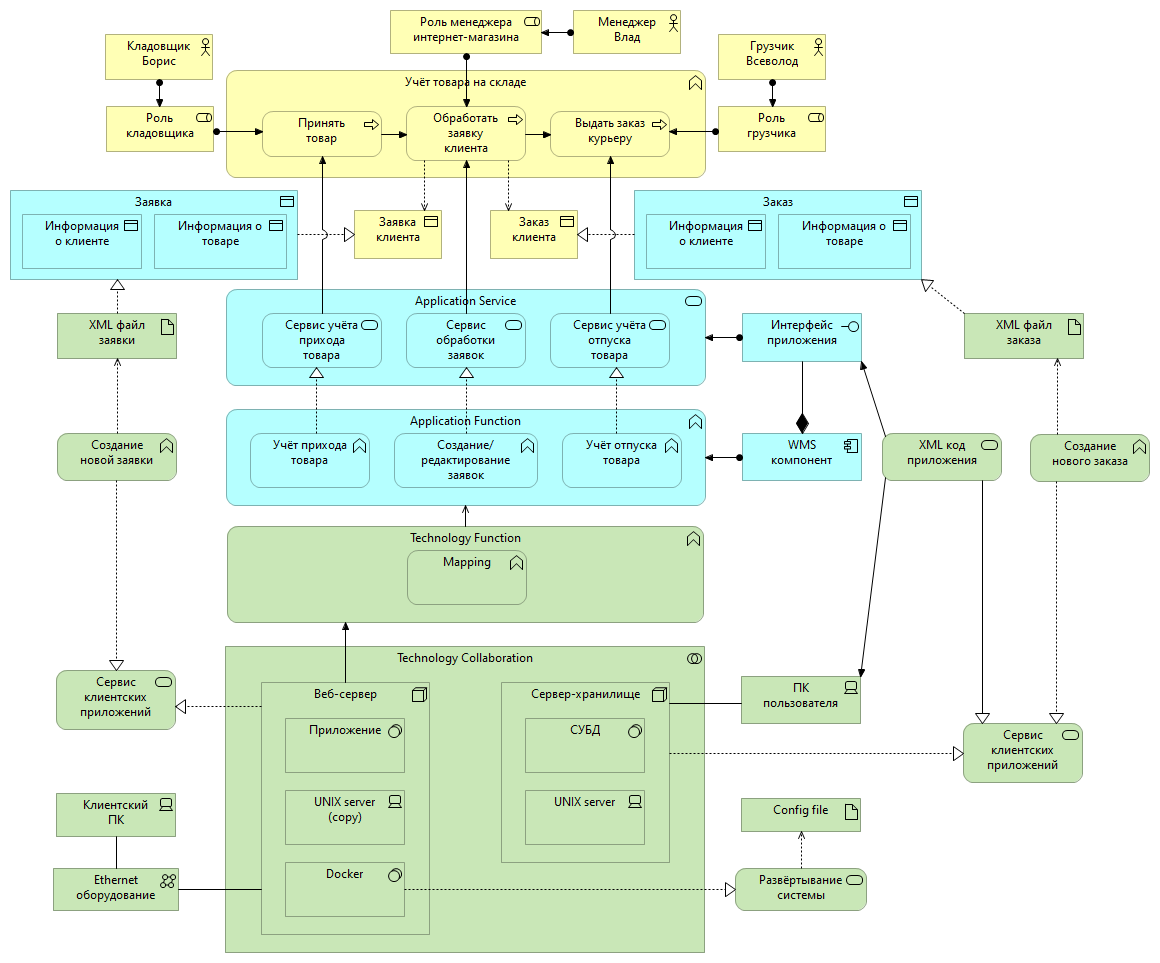 Роль менеджера
интернет-магазина
Менеджер
Влад
Кладовщик
Борис
Грузчик
Всеволод
Учёт товара на складе
Роль
кладовщика
Принять
товар
Обработать
заявку
клиента
Выдать заказ
курьеру
Роль
грузчика
Заявка
Информация
о клиенте
Информация о
товаре
Заявка
клиента
Заказ
клиента
Заказ
Информация
о клиенте
Информация о
товаре
Application Service
XML файл
заявки
Сервис учёта
прихода
товара
Сервис
обработки
заявок
Сервис учёта
отпуска
товара
Интерфейс
приложения
XML файл
заказа
Application Function
Создание
новой заявки
Учёт прихода
товара
Создание/
редактирование
заявок
Учёт отпуска
товара
WMS
компонент
XML код
приложения
Создание
нового заказа
Technology Function
Mapping
Technology Collaboration
Сервис
клиентских
приложений
Веб-сервер
Сервер-хранилище
ПК
пользователя
Приложение
СУБД
Сервис
клиентских
приложений
Клиентский
ПК
UNIX server
(copy)
UNIX server
Config file
Ethernet
оборудование
Docker
Развёртывание
системы